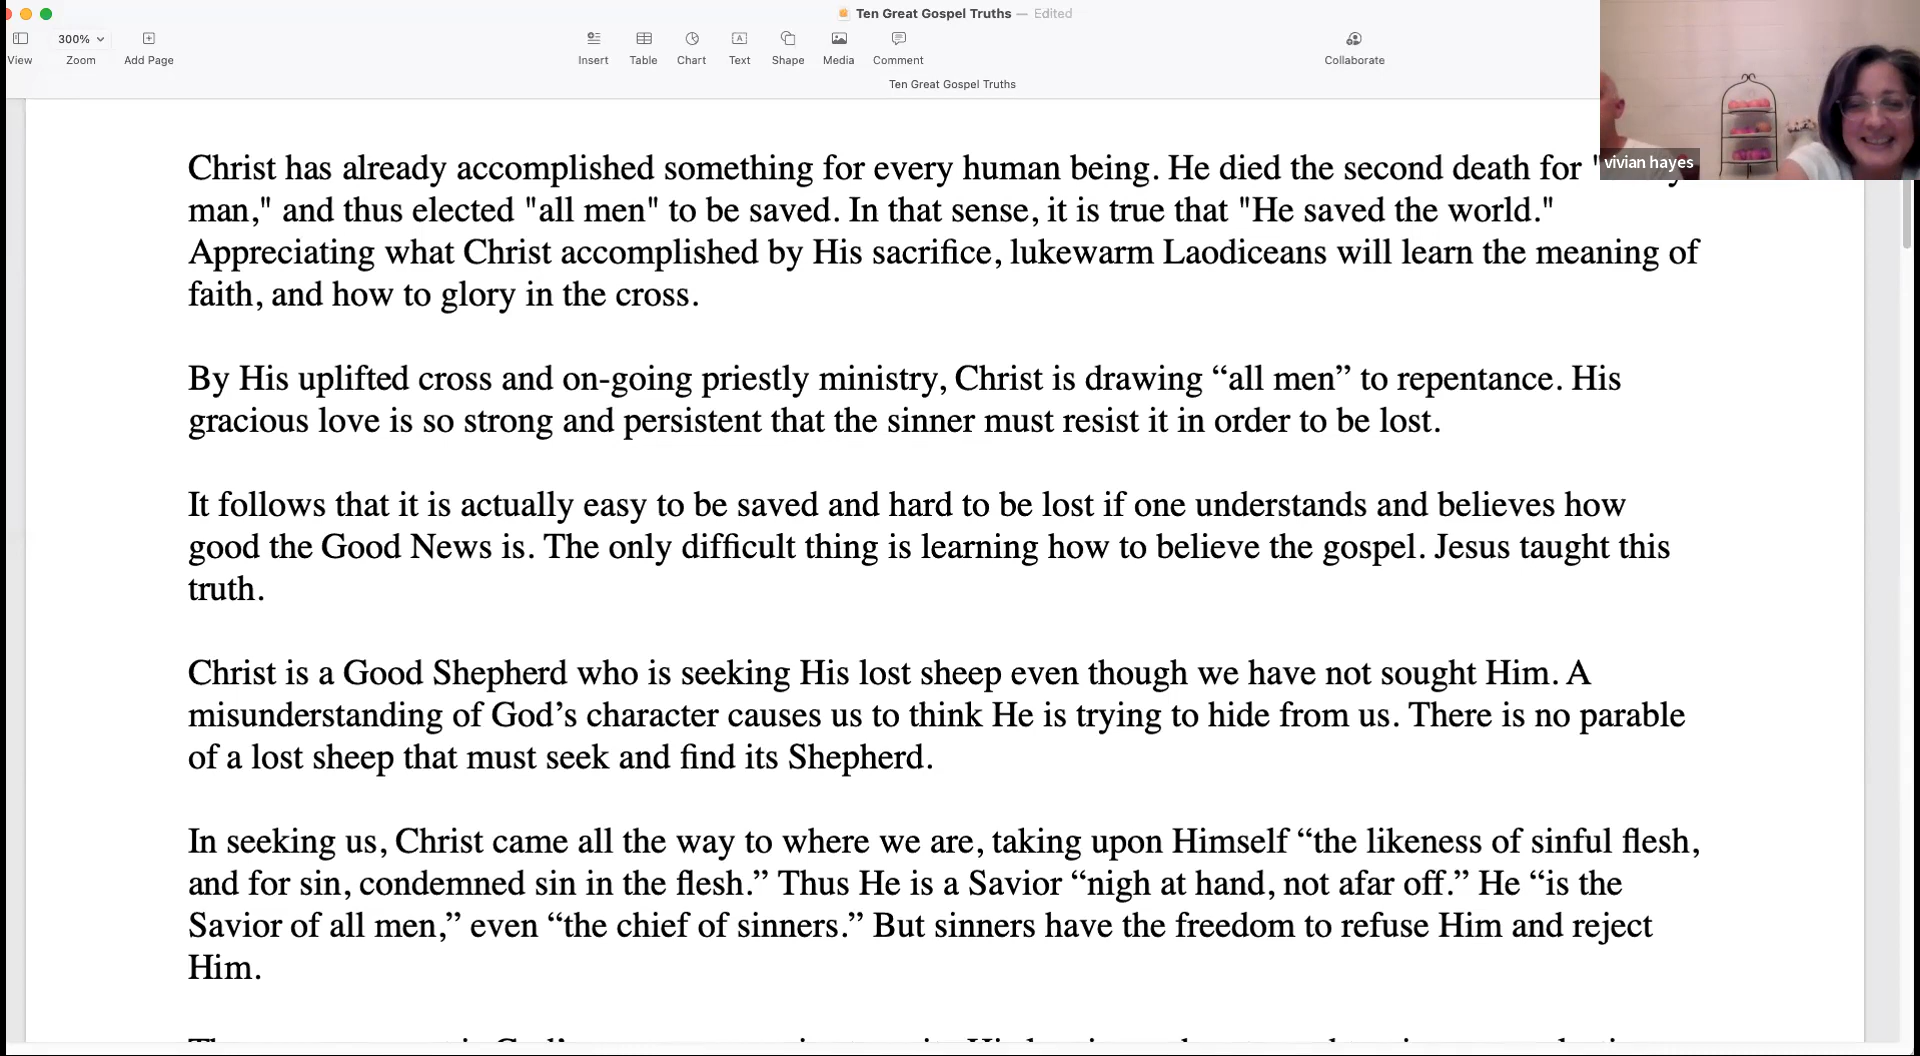 Ten Great Gospel Truths — Edited
300%
View Zoom Add Page Insert Table Chart Text Shape Media Comment Collaborate
Ten Great Gospel Truths
vivian hayes
Christ has already accomplished something for every human being. He died the second death for "
man," and thus elected "all men" to be saved. In that sense, it is true that "He saved the world."
Appreciating what Christ accomplished by His sacrifice, lukewarm Laodiceans will learn the meaning of
faith, and how to glory in the cross.
By His uplifted cross and on-going priestly ministry, Christ is drawing “all men” to repentance. His
gracious love is so strong and persistent that the sinner must resist it in order to be lost.
It follows that it is actually easy to be saved and hard to be lost if one understands and believes how
good the Good News is. The only difficult thing is learning how to believe the gospel. Jesus taught this
truth.
Christ is a Good Shepherd who is seeking His lost sheep even though we have not sought Him. A
misunderstanding of God’s character causes us to think He is trying to hide from us. There is no parable
of a lost sheep that must seek and find its Shepherd.
In seeking us, Christ came all the way to where we are, taking upon Himself “the likeness of sinful flesh,
and for sin, condemned sin in the flesh.” Thus He is a Savior “nigh at hand, not afar off.” He “is the
Savior of all men,” even “the chief of sinners.” But sinners have the freedom to refuse Him and reject
Him.